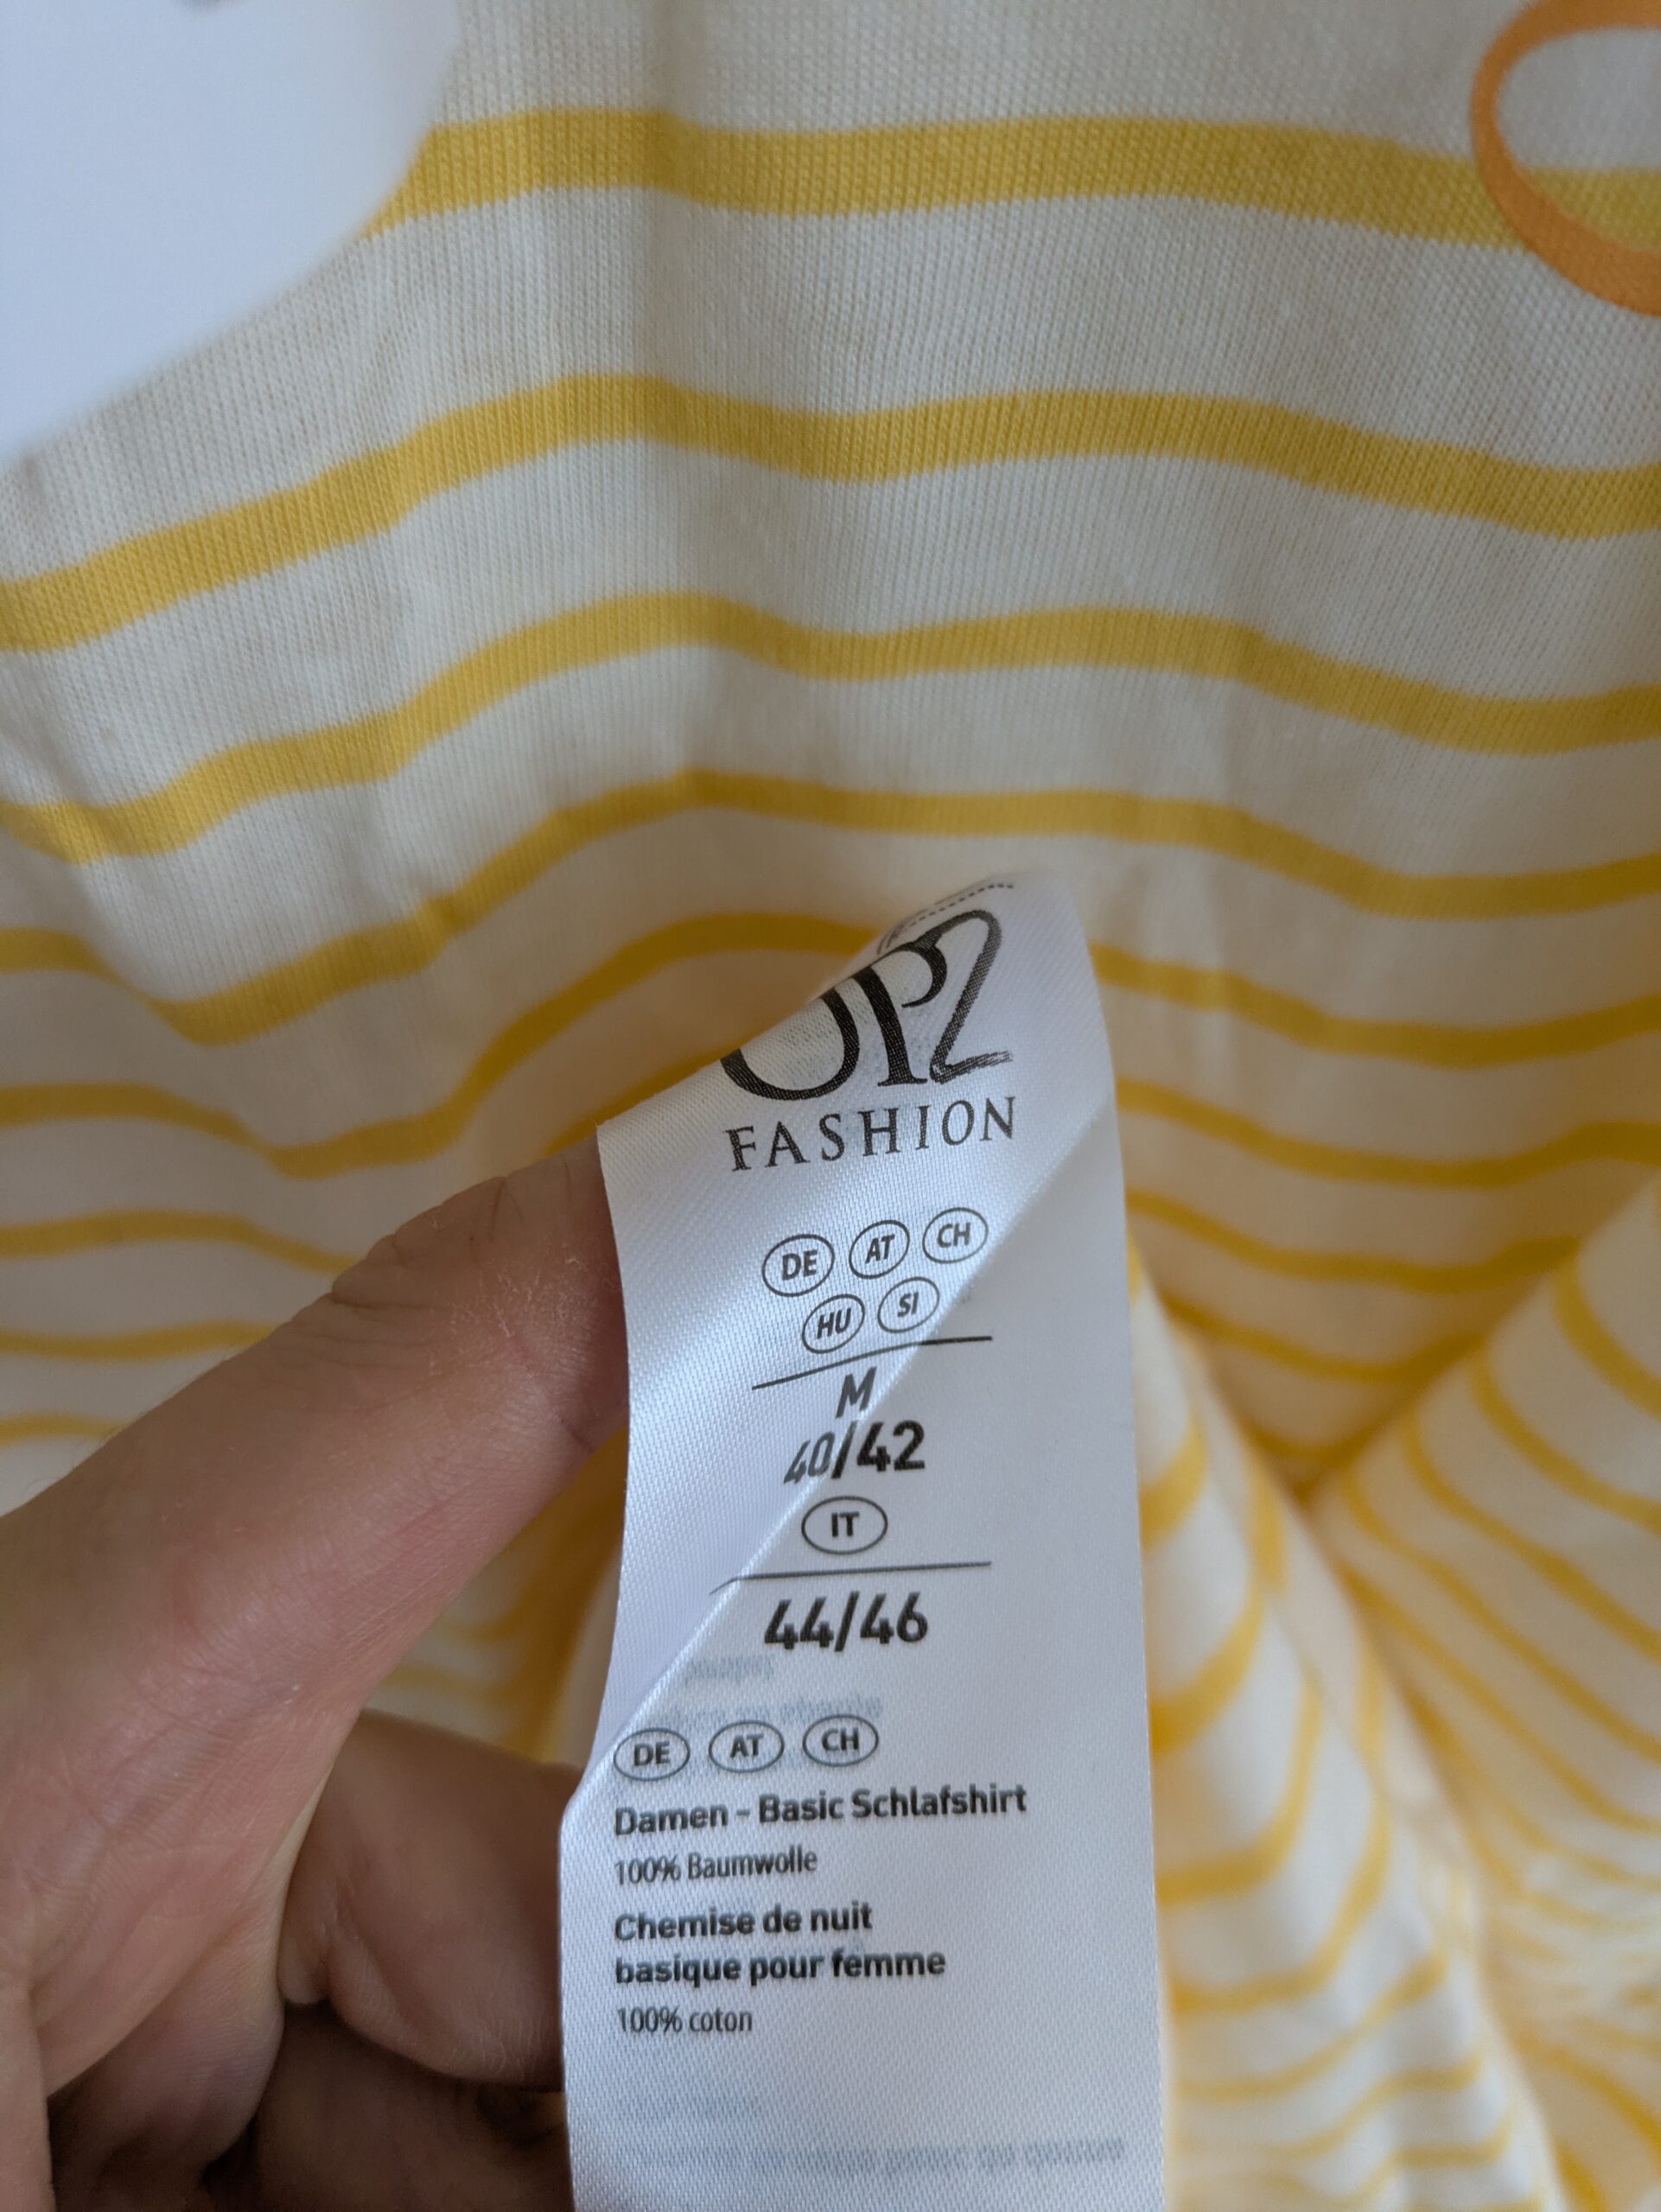 UP2
FASHION
DE AT CH
HU SI
M
40/42
IT
44/46
DE AT CH
Damen - Basic Schlafshirt
100% Baumwolle
Chemise de nuit
basique pour femme
100% coton